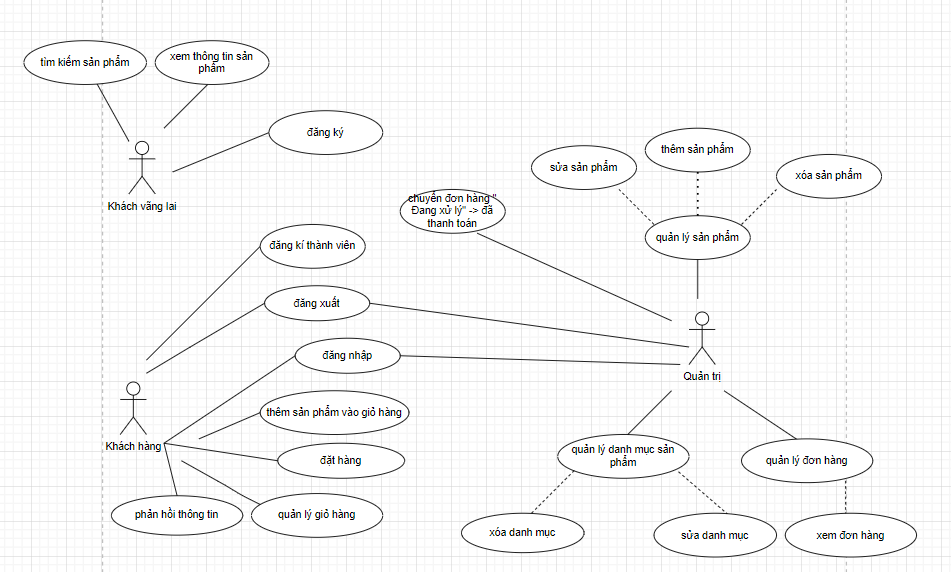 tìm kiếm sản phẩm
xem thông tin sản
phẩm
đăng ký
Khách vãng lai
sửa sản phẩm
thêm sản phẩm
xóa sản phẩm
chuyển đơn hàng "
Đang xử lý" -> đã
thanh toán
quản lý sản phẩm
đăng kí thành viên
đăng xuất
đăng nhập
Quản trị
thêm sản phẩm vào giỏ hàng
Khách hàng
đặt hàng
quản lý danh mục sản
phẩm
quản lý đơn hàng
phản hồi thông tin
quản lý giỏ hàng
xóa danh mục
sửa danh mục
xem đơn hàng